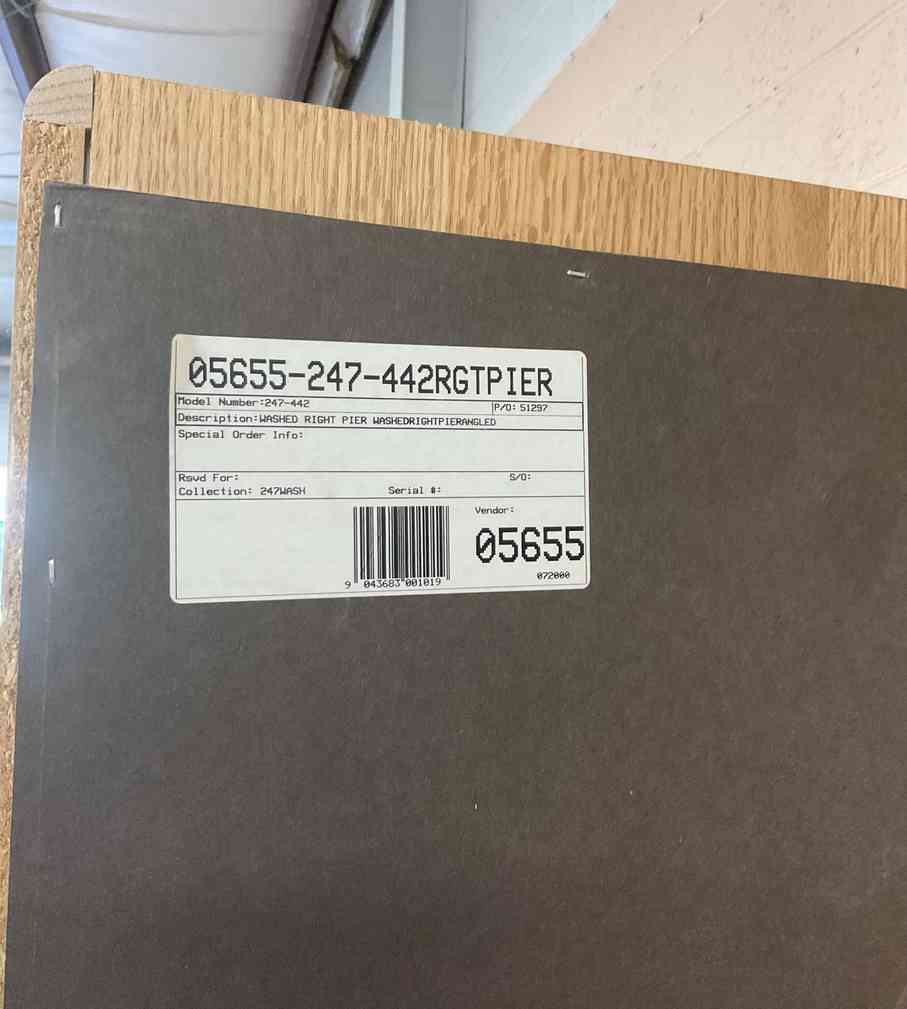 05655-247-442RGTPIER
Model Number:247-442 P/O: 51297
Description:WASHED RIGHT PIER WASHEDRIGHTPIERANGLED
Special Order Info:
Rsvd For: S/O:
Collection: 247WASH Serial #:
Vendor:
05655
072000
9 043683 001019